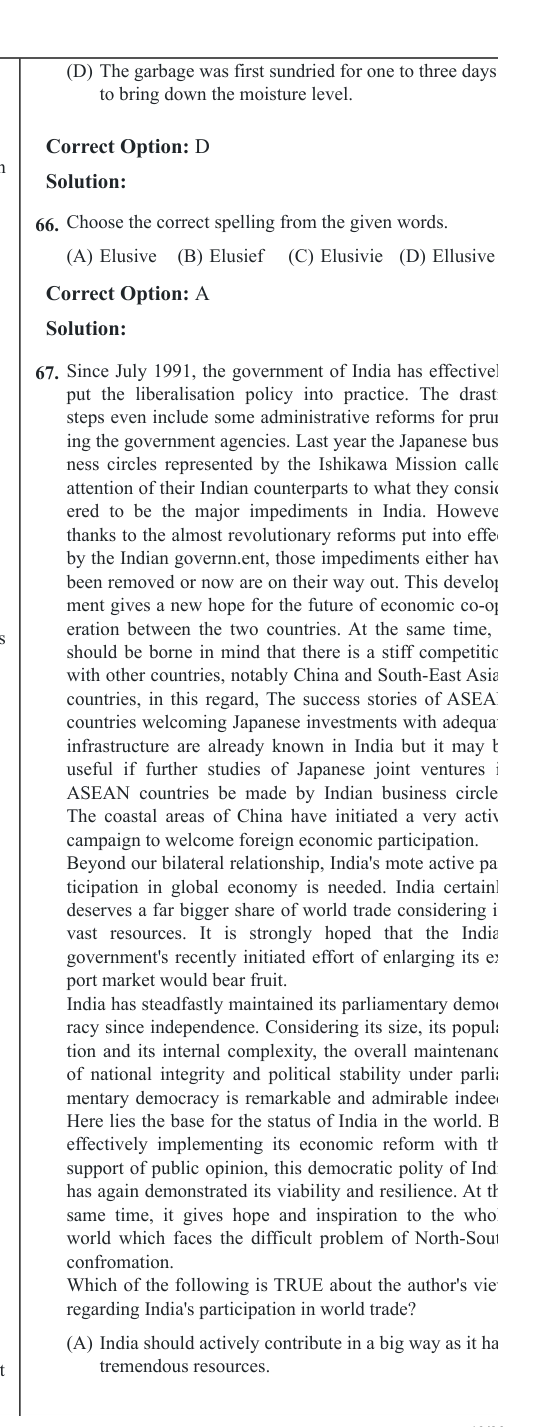 (D) The garbage was first sundried for one to three days
to bring down the moisture level.
Correct Option: D
Solution:
66. Choose the correct spelling from the given words.
(A) Elusive (B) Elusief (C) Elusivie (D) Ellusive
Correct Option: A
Solution:
67. Since July 1991, the government of India has effectivel
put the liberalisation policy into practice. The drast
steps even include some administrative reforms for prun
ing the government agencies. Last year the Japanese bus
ness circles represented by the Ishikawa Mission calle
attention of their Indian counterparts to what they consid
ered to be the major impediments in India. Howeve
thanks to the almost revolutionary reforms put into effe
by the Indian governn.ent, those impediments either hav
been removed or now are on their way out. This develop
ment gives a new hope for the future of economic co-op
eration between the two countries. At the same time,
should be borne in mind that there is a stiff competitio
with other countries, notably China and South-East Asia
countries, in this regard, The success stories of ASEA
countries welcoming Japanese investments with adequa
infrastructure are already known in India but it may b
useful if further studies of Japanese joint ventures i
ASEAN countries be made by Indian business circle
The coastal areas of China have initiated a very activ
campaign to welcome foreign economic participation.
Beyond our bilateral relationship, India's mote active pa
ticipation in global economy is needed. India certainl
deserves a far bigger share of world trade considering i
vast resources. It is strongly hoped that the India
government's recently initiated effort of enlarging its ex
port market would bear fruit.
India has steadfastly maintained its parliamentary democ
racy since independence. Considering its size, its popula
tion and its internal complexity, the overall maintenanc
of national integrity and political stability under parlia
mentary democracy is remarkable and admirable indeed
Here lies the base for the status of India in the world. B
effectively implementing its economic reform with th
support of public opinion, this democratic polity of Ind
has again demonstrated its viability and resilience. At th
same time, it gives hope and inspiration to the who
world which faces the difficult problem of North-Sout
confromation.
Which of the following is TRUE about the author's vie
regarding India's participation in world trade?
(A) India should actively contribute in a big way as it ha
tremendous resources.